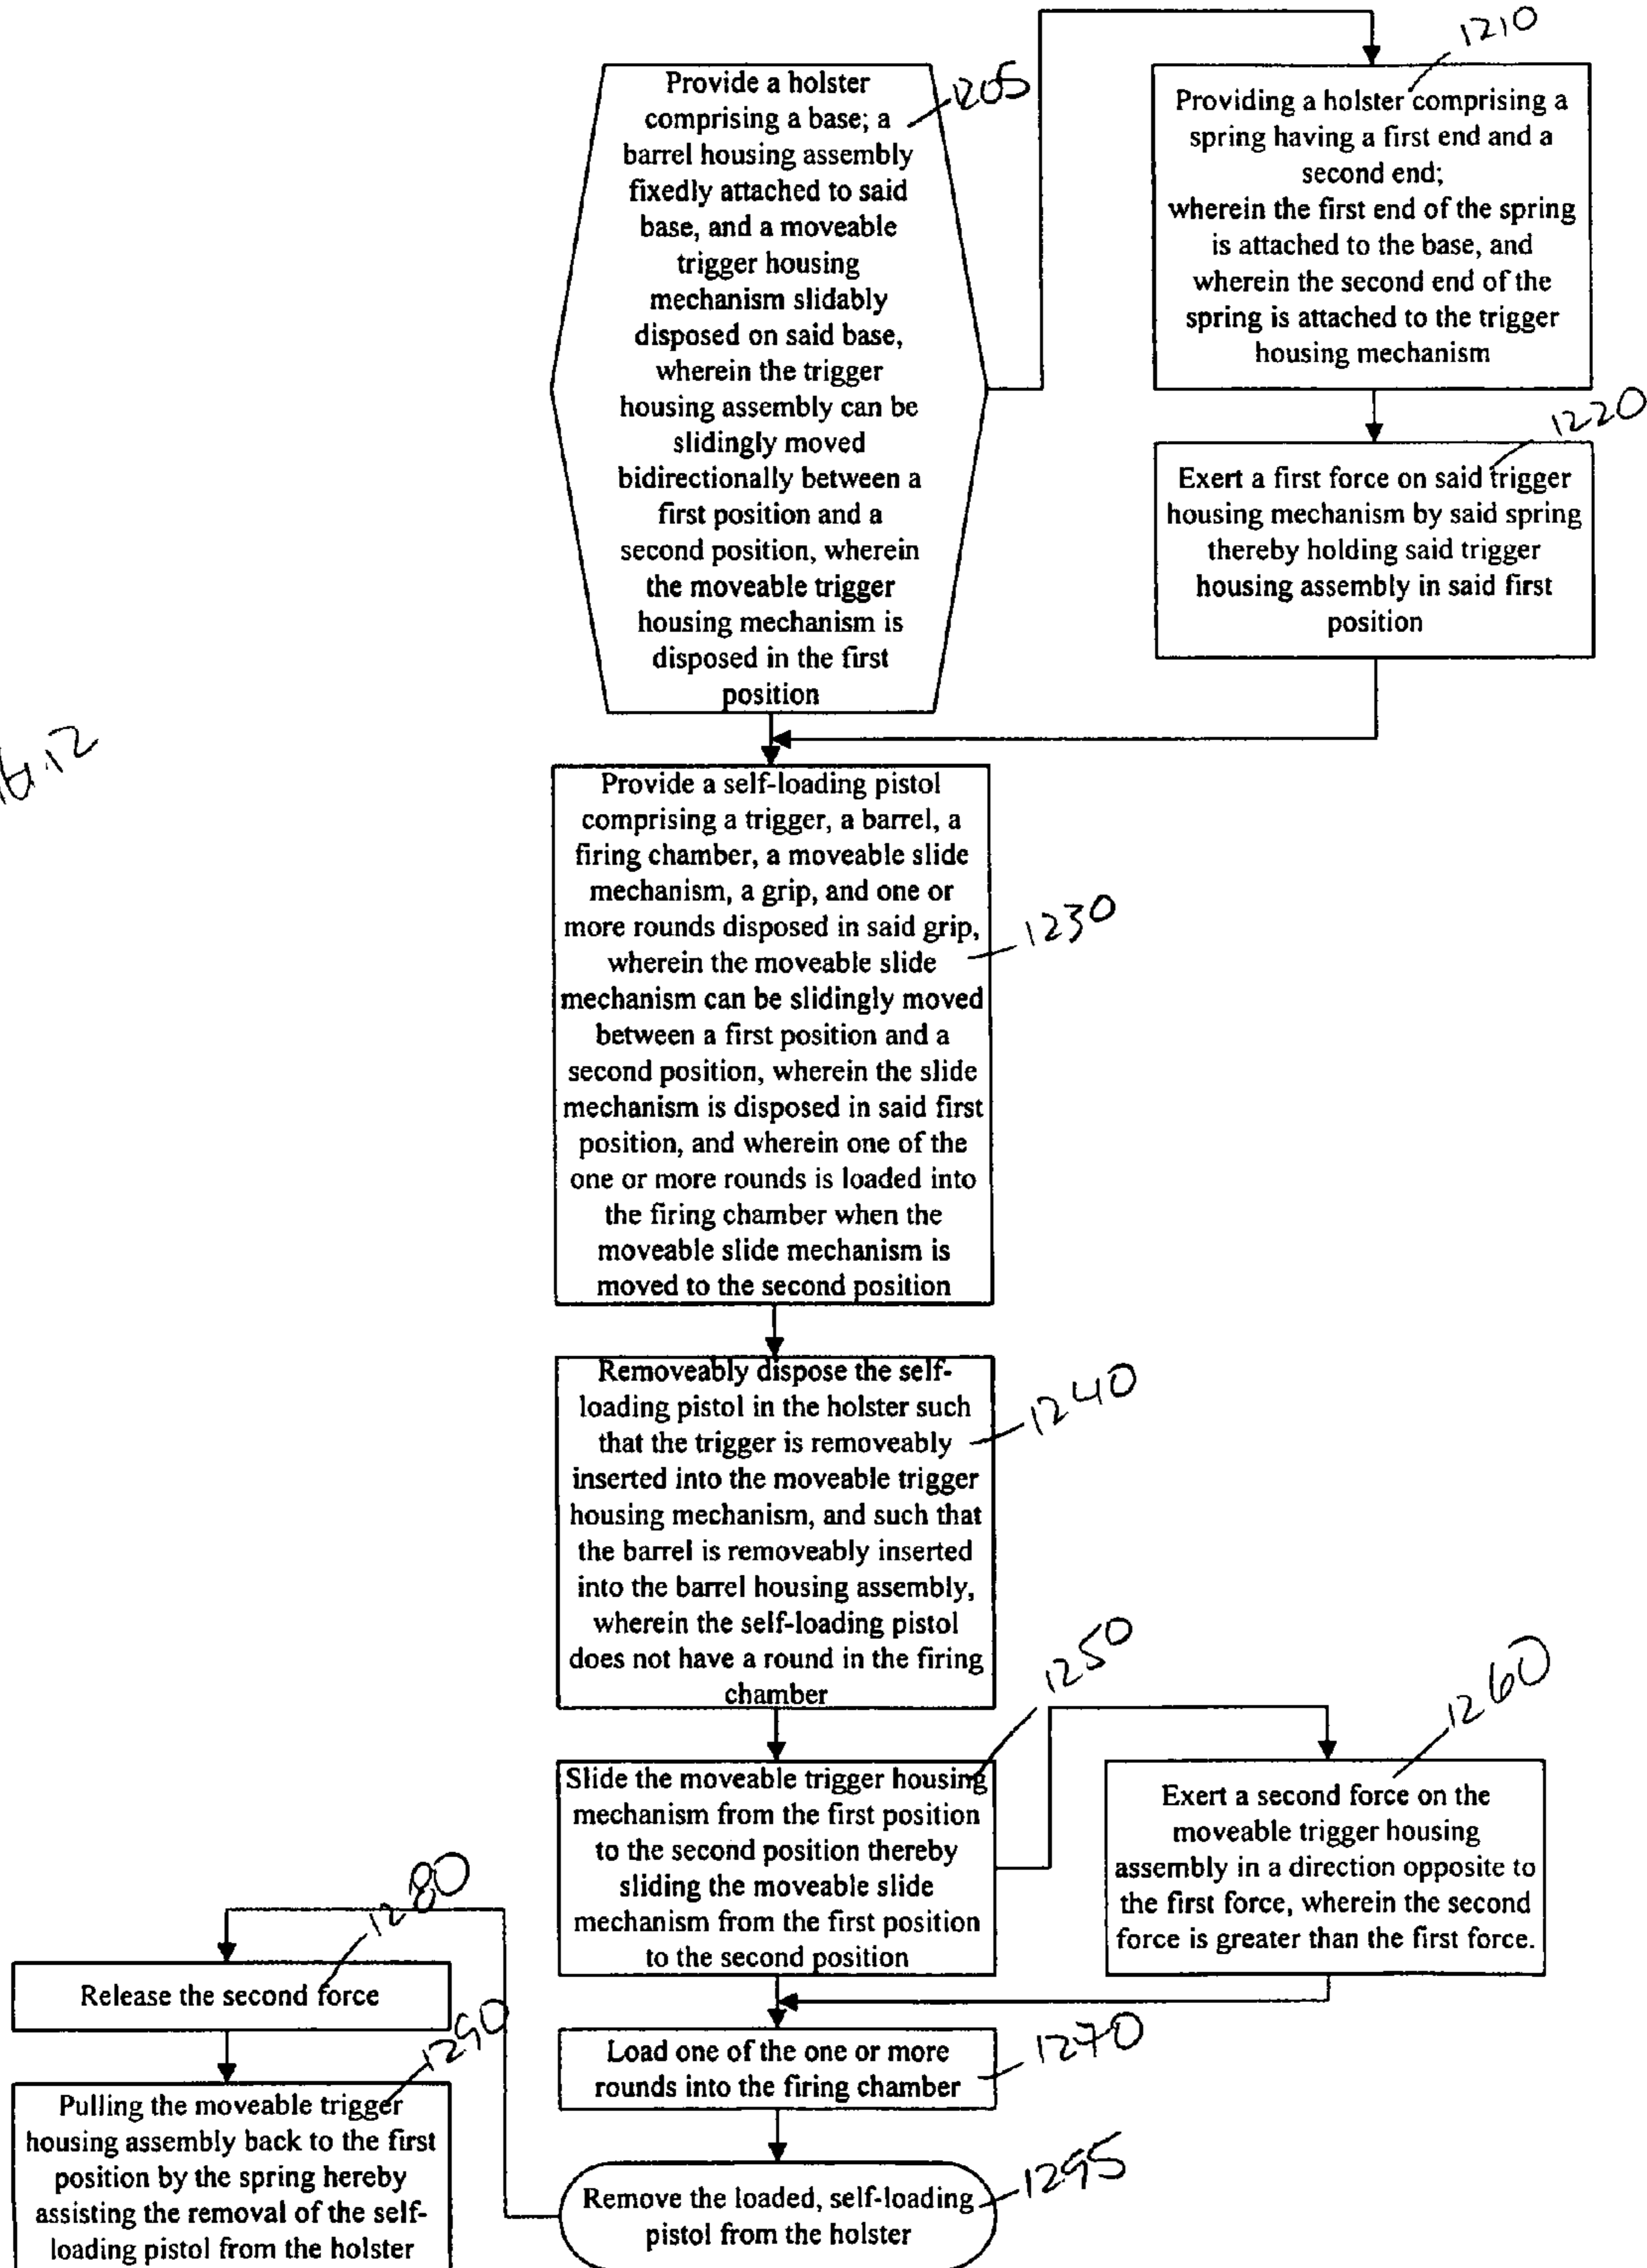 Provide a holster
comprising a base; a
barrel housing assembly
fixedly attached to said
base, and a moveable
trigger housing
mechanism slidably
disposed on said base,
wherein the trigger
housing assembly can be
slidingly moved
bidirectionally between a
first position and a
second position, wherein
the moveable trigger
housing mechanism is
disposed in the first
position
1205
1210
Providing a holster comprising a
spring having a first end and a
second end;
wherein the first end of the spring
is attached to the base, and
wherein the second end of the
spring is attached to the trigger
housing mechanism
1220
Exert a first force on said trigger
housing mechanism by said spring
thereby holding said trigger
housing assembly in said first
position
Provide a self-loading pistol
comprising a trigger, a barrel, a
firing chamber, a moveable slide
mechanism, a grip, and one or
more rounds disposed in said grip,
wherein the moveable slide
mechanism can be slidingly moved
between a first position and a
second position, wherein the slide
mechanism is disposed in said first
position, and wherein one of the
one or more rounds is loaded into
the firing chamber when the
moveable slide mechanism is
moved to the second position
1230
Removeably dispose the self-
loading pistol in the holster such
that the trigger is removeably
inserted into the moveable trigger
housing mechanism, and such that
the barrel is removeably inserted
into the barrel housing assembly,
wherein the self-loading pistol
does not have a round in the firing
chamber
1240
1250
Slide the moveable trigger housing
mechanism from the first position
to the second position thereby
sliding the moveable slide
mechanism from the first position
to the second position
1260
Exert a second force on the
moveable trigger housing
assembly in a direction opposite to
the first force, wherein the second
force is greater than the first force.
Load one of the one or more
rounds into the firing chamber
1270
1280
Release the second force
1290
Pulling the moveable trigger
housing assembly back to the first
position by the spring hereby
assisting the removal of the self-
loading pistol from the holster
Remove the loaded, self-loading
pistol from the holster
1295